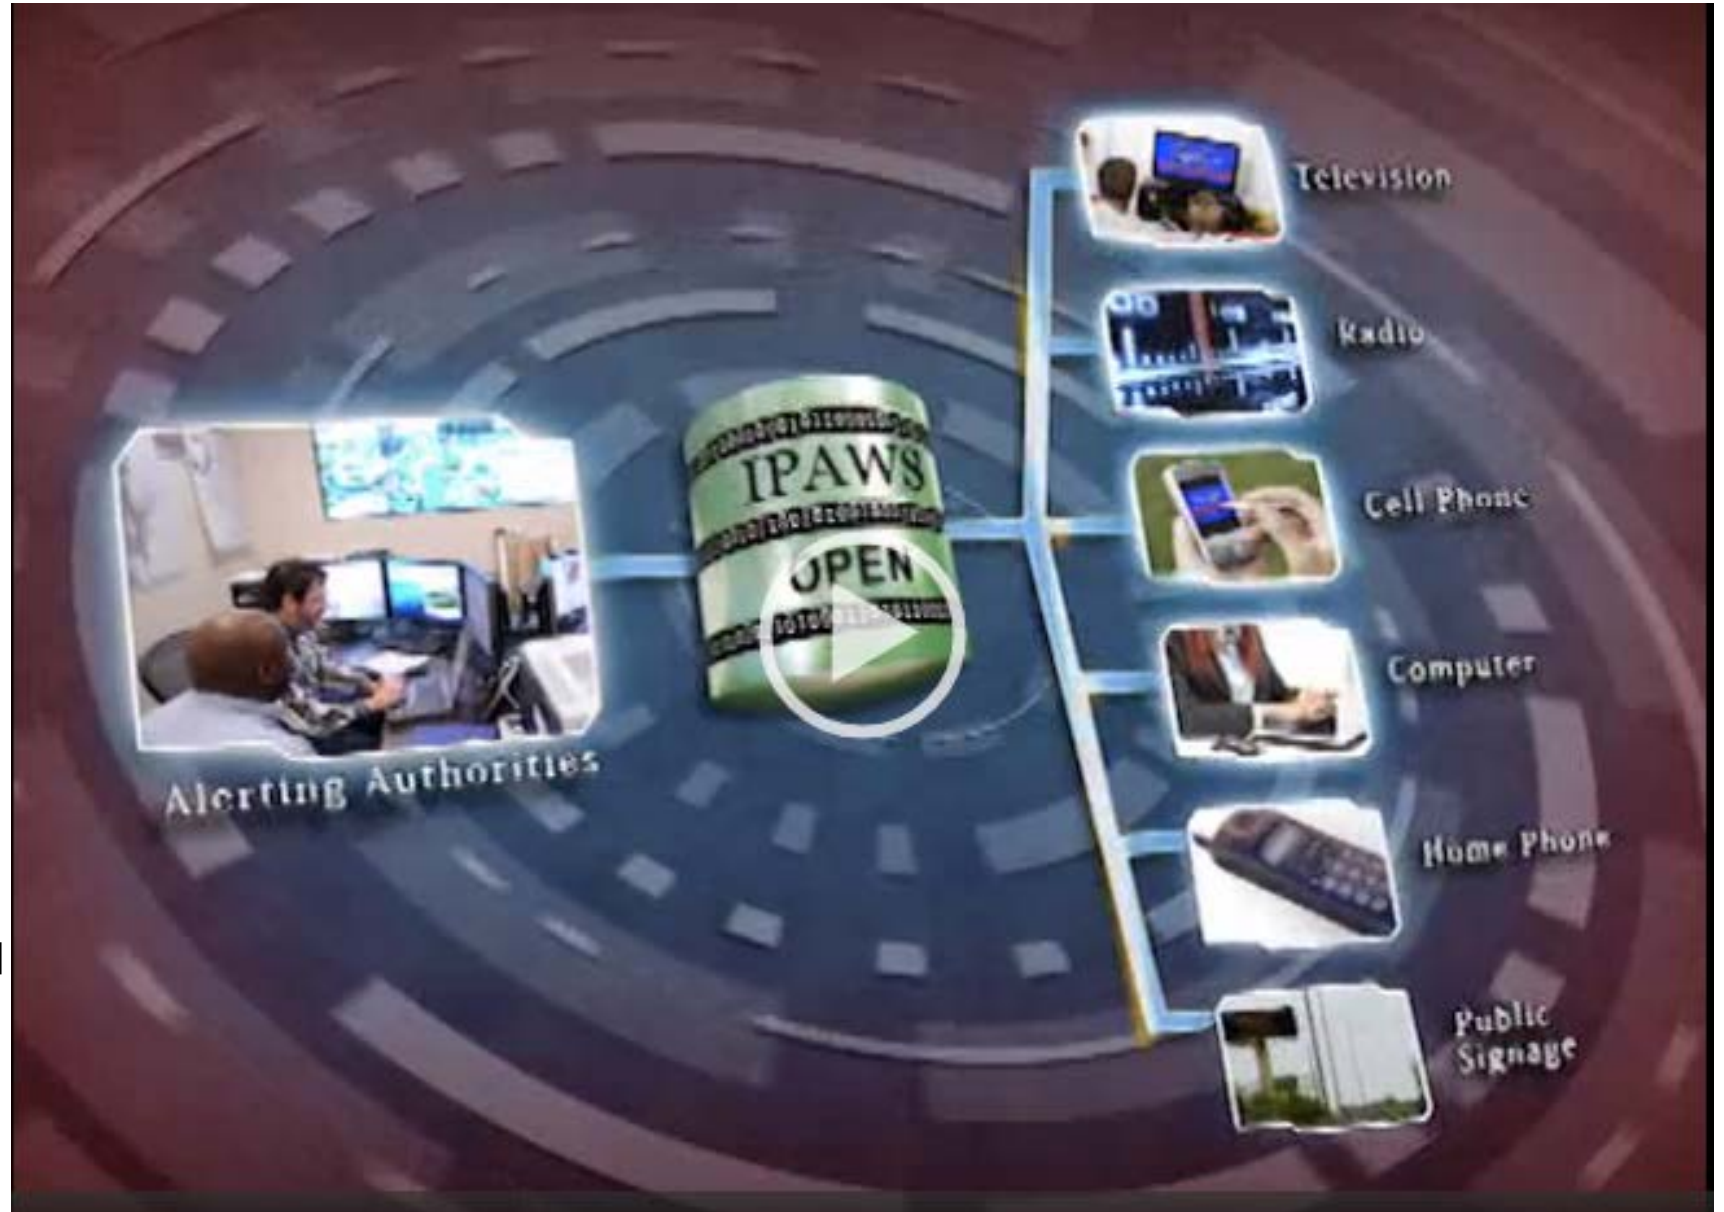 Television
Radio
IPAWS
Cell Phone
OPEN
Computer
Alerting Authorities
Home Phone
Public
Signage